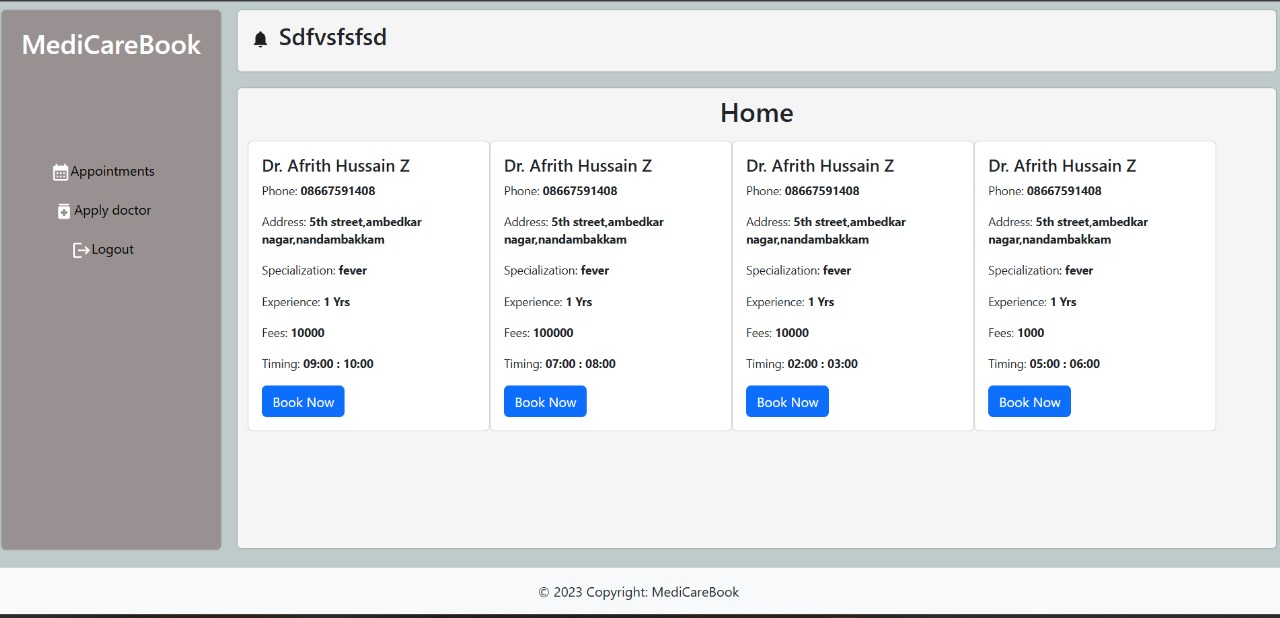 MediCareBook
Appointments
Apply doctor
Logout
Sdfvsfsfsd
Home
Dr. Afrith Hussain Z
Phone: 08667591408
Address: 5th street,ambedkar
nagar,nandambakkam
Specialization: fever
Experience: 1 Yrs
Fees: 10000
Timing: 09:00 : 10:00
Book Now
Dr. Afrith Hussain Z
Phone: 08667591408
Address: 5th street,ambedkar
nagar,nandambakkam
Specialization: fever
Experience: 1 Yrs
Fees: 100000
Timing: 07:00 : 08:00
Book Now
Dr. Afrith Hussain Z
Phone: 08667591408
Address: 5th street,ambedkar
nagar,nandambakkam
Specialization: fever
Experience: 1 Yrs
Fees: 10000
Timing: 02:00 : 03:00
Book Now
Dr. Afrith Hussain Z
Phone: 08667591408
Address: 5th street,ambedkar
nagar,nandambakkam
Specialization: fever
Experience: 1 Yrs
Fees: 1000
Timing: 05:00 : 06:00
Book Now
© 2023 Copyright: MediCareBook